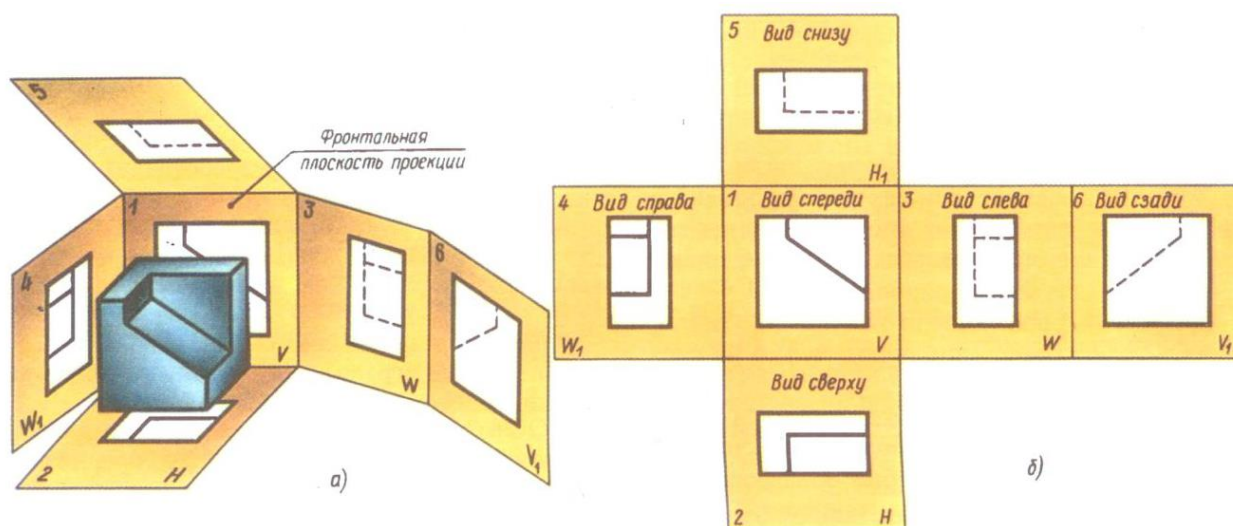 5
Фронтальная
плоскость проекции
1
3
4
6
V
W
W₁
V₁
2
H
а)
5 Вид снизу
H₁
4 Вид справа
1 Вид спереди
3 Вид слева
6 Вид сзади
W₁
V
W
V₁
Вид сверху
2
H
б)